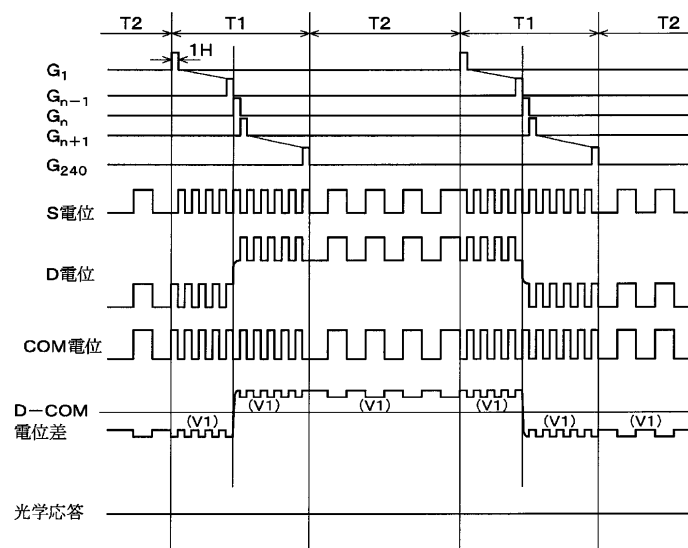 T2 T1 T2 T1 T2
1H
G1
Gn−1
Gn
Gn+1
G240
S電位
D電位
COM電位
D−COM
電位差
(V1) (V1) (V1) (V1) (V1) (V1)
光学応答